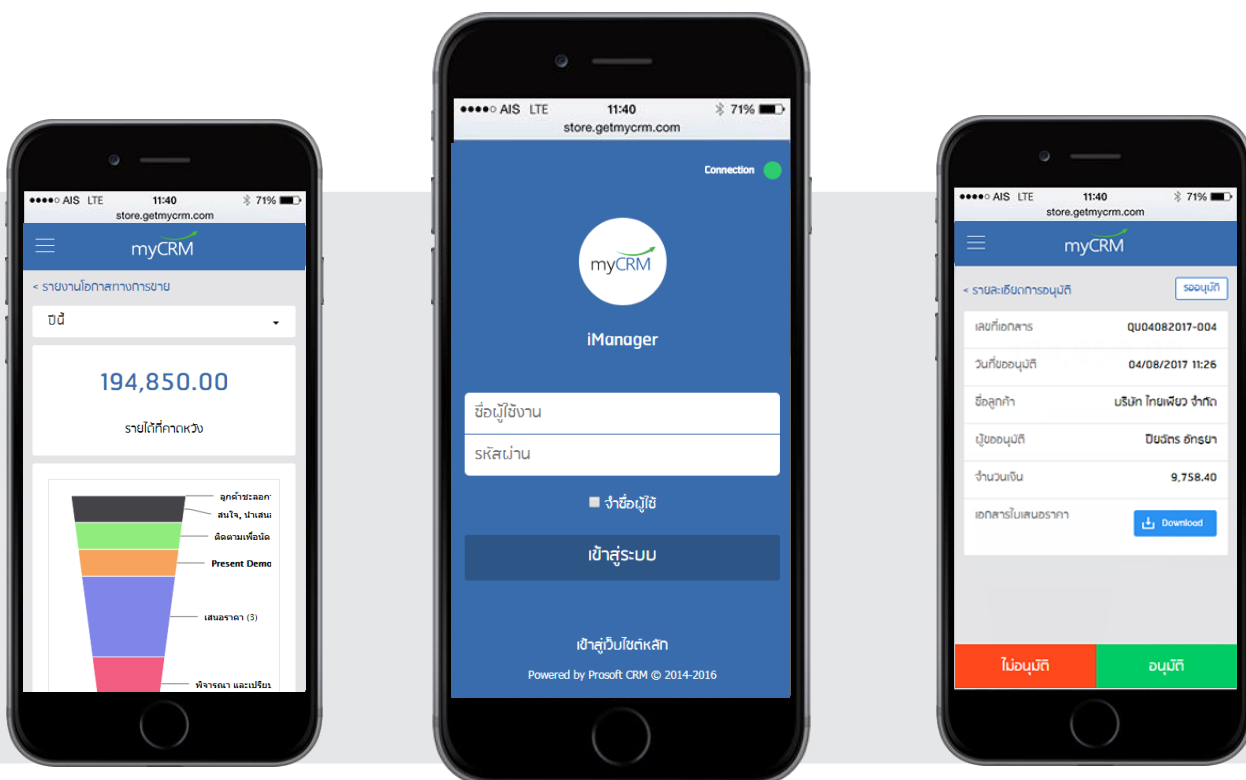 AIS LTE 11:40 71%
store.getmycrm.com
myCRM
< รายงานโอกาสทางการขาย
ปีนี้
194,850.00
รายได้ที่คาดหวัง
ลูกค้าชะลอก
สนใจ, นำเสน
ติดตามเพื่อนัด
Present Demo
เสนอราคา (3)
พิจารณา และเปรีย
AIS LTE 11:40 71%
store.getmycrm.com
Connection
myCRM
iManager
ชื่อผู้ใช้งาน
รหัสผ่าน
จำชื่อผู้ใช้
เข้าสู่ระบบ
เข้าสู่เว็บไซต์หลัก
Powered by Prosoft CRM © 2014-2016
AIS LTE 11:40 71%
store.getmycrm.com
myCRM
< รายละเอียดการอนุมัติ รออนุมัติ
เลขที่เอกสาร QU04082017-004
วันที่ขออนุมัติ 04/08/2017 11:26
ชื่อลูกค้า บริษัท ไทยเพียว จำกัด
ผู้ขออนุมัติ ปิยฉัตร อัทธยา
จำนวนเงิน 9,758.40
เอกสารใบเสนอราคา Download
ไม่อนุมัติ อนุมัติ